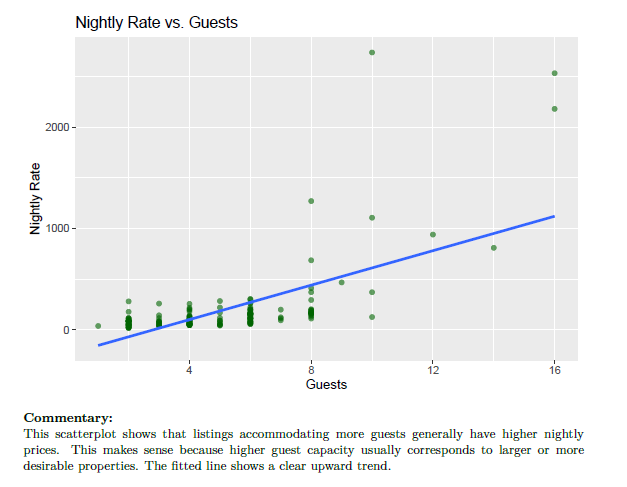 Nightly Rate vs. Guests
Nightly Rate
2000
1000
0
4
8
12
16
Guests
Commentary:
This scatterplot shows that listings accommodating more guests generally have higher nightly
prices. This makes sense because higher guest capacity usually corresponds to larger or more
desirable properties. The fitted line shows a clear upward trend.